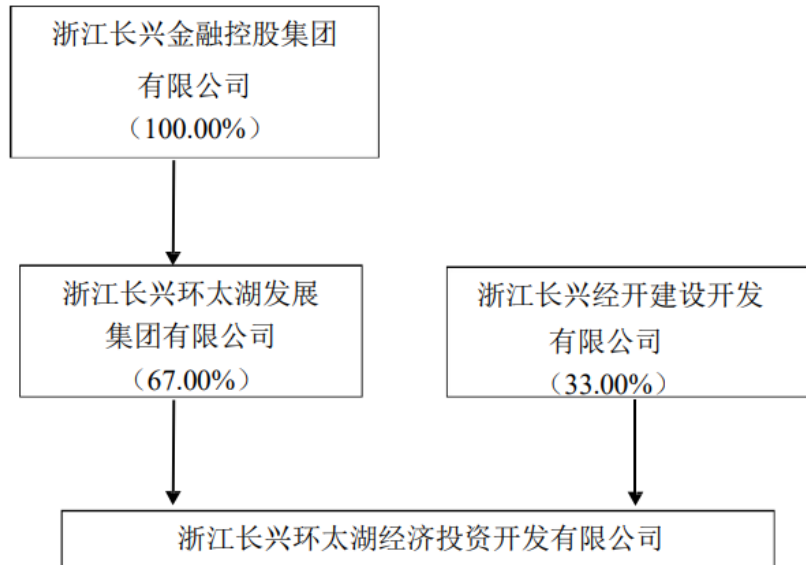 浙江长兴金融控股集团
有限公司
（100.00%）
浙江长兴环太湖发展
集团有限公司
（67.00%）
浙江长兴经开建设开发
有限公司
（33.00%）
浙江长兴环太湖经济投资开发有限公司